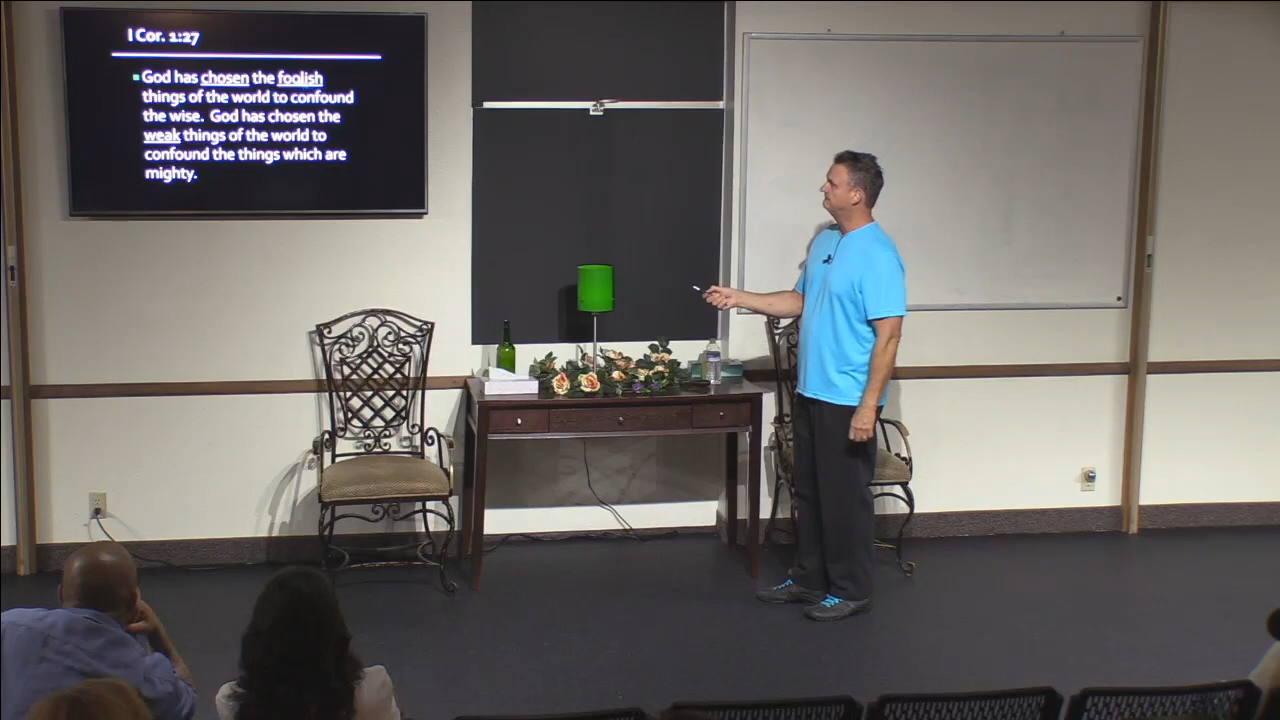 I Cor. 1:27
God has chosen the foolish
things of the world to confound
the wise. God has chosen the
weak things of the world to
confound the things which are
mighty.